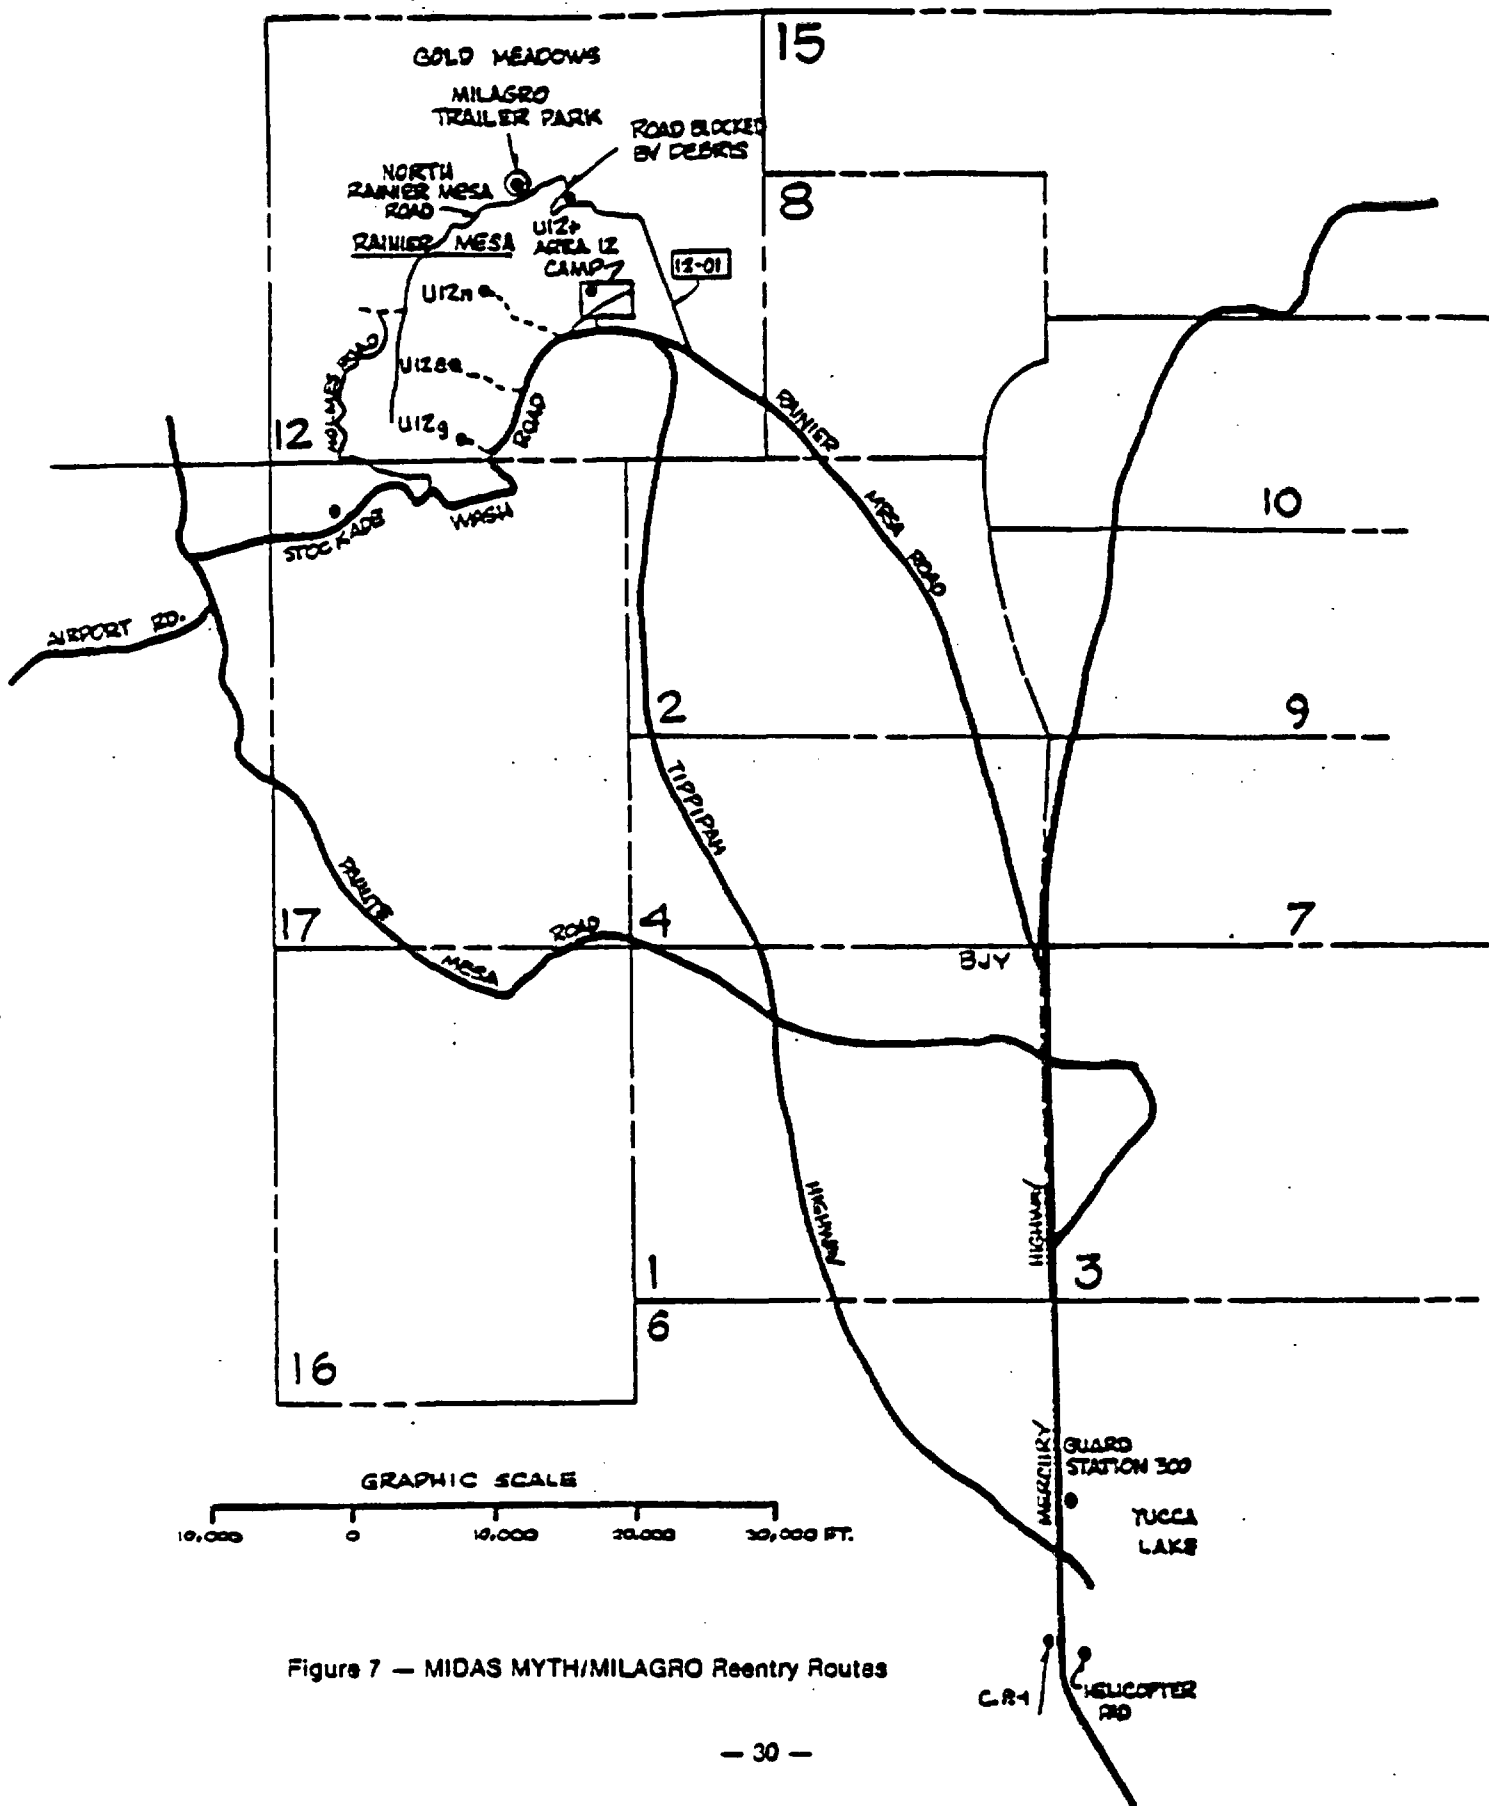 15
GOLD MEADOWS
MILAGRO
TRAILER PARK
ROAD BLOCKED
BY DEBRIS
NORTH
RAINIER MESA
ROAD
8
RAINIER MESA
U12t
AREA 12
CAMP
12-01
U12n
U12e
HOLMES ROAD
U12g
ROAD
12
RAINIER
MESA
ROAD
10
STOCKADE
WASH
AIRPORT RD.
2
9
TIPPIPAH
PAHUTE
MESA
ROAD
17
4
7
BJY
HIGHWAY
HIGHWAY
1
3
6
16
MERCURY
GUARD
STATION 300
YUCCA
LAKE
GRAPHIC SCALE
10,000 0 10,000 20,000 30,000 FT.
C.P.-1
HELICOPTER
PAD
Figure 7 — MIDAS MYTH/MILAGRO Reentry Routes
— 30 —